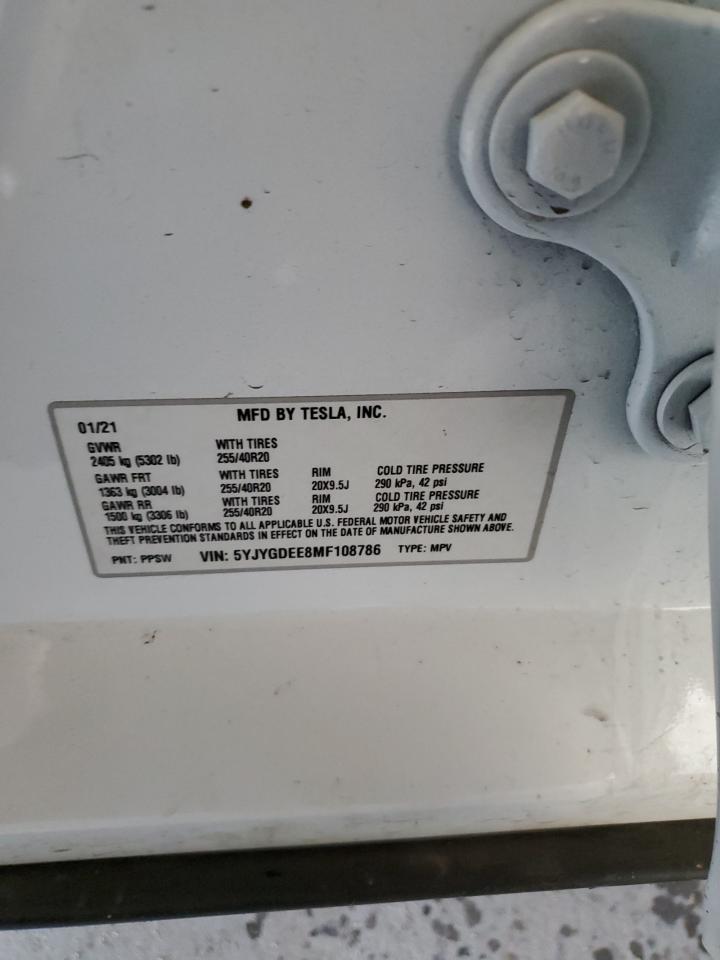 MFD BY TESLA, INC.
01/21
GVWR WITH TIRES
2405 kg (5302 lb) 255/40R20
GAWR FRT WITH TIRES RIM COLD TIRE PRESSURE
1363 kg (3004 lb) 255/40R20 20X9.5J 290 kPa, 42 psi
GAWR RR WITH TIRES RIM COLD TIRE PRESSURE
1500 kg (3306 lb) 255/40R20 20X9.5J 290 kPa, 42 psi
THIS VEHICLE CONFORMS TO ALL APPLICABLE U.S. FEDERAL MOTOR VEHICLE SAFETY AND
THEFT PREVENTION STANDARDS IN EFFECT ON THE DATE OF MANUFACTURE SHOWN ABOVE.
PNT: PPSW VIN: 5YJYGDEE8MF108786 TYPE: MPV